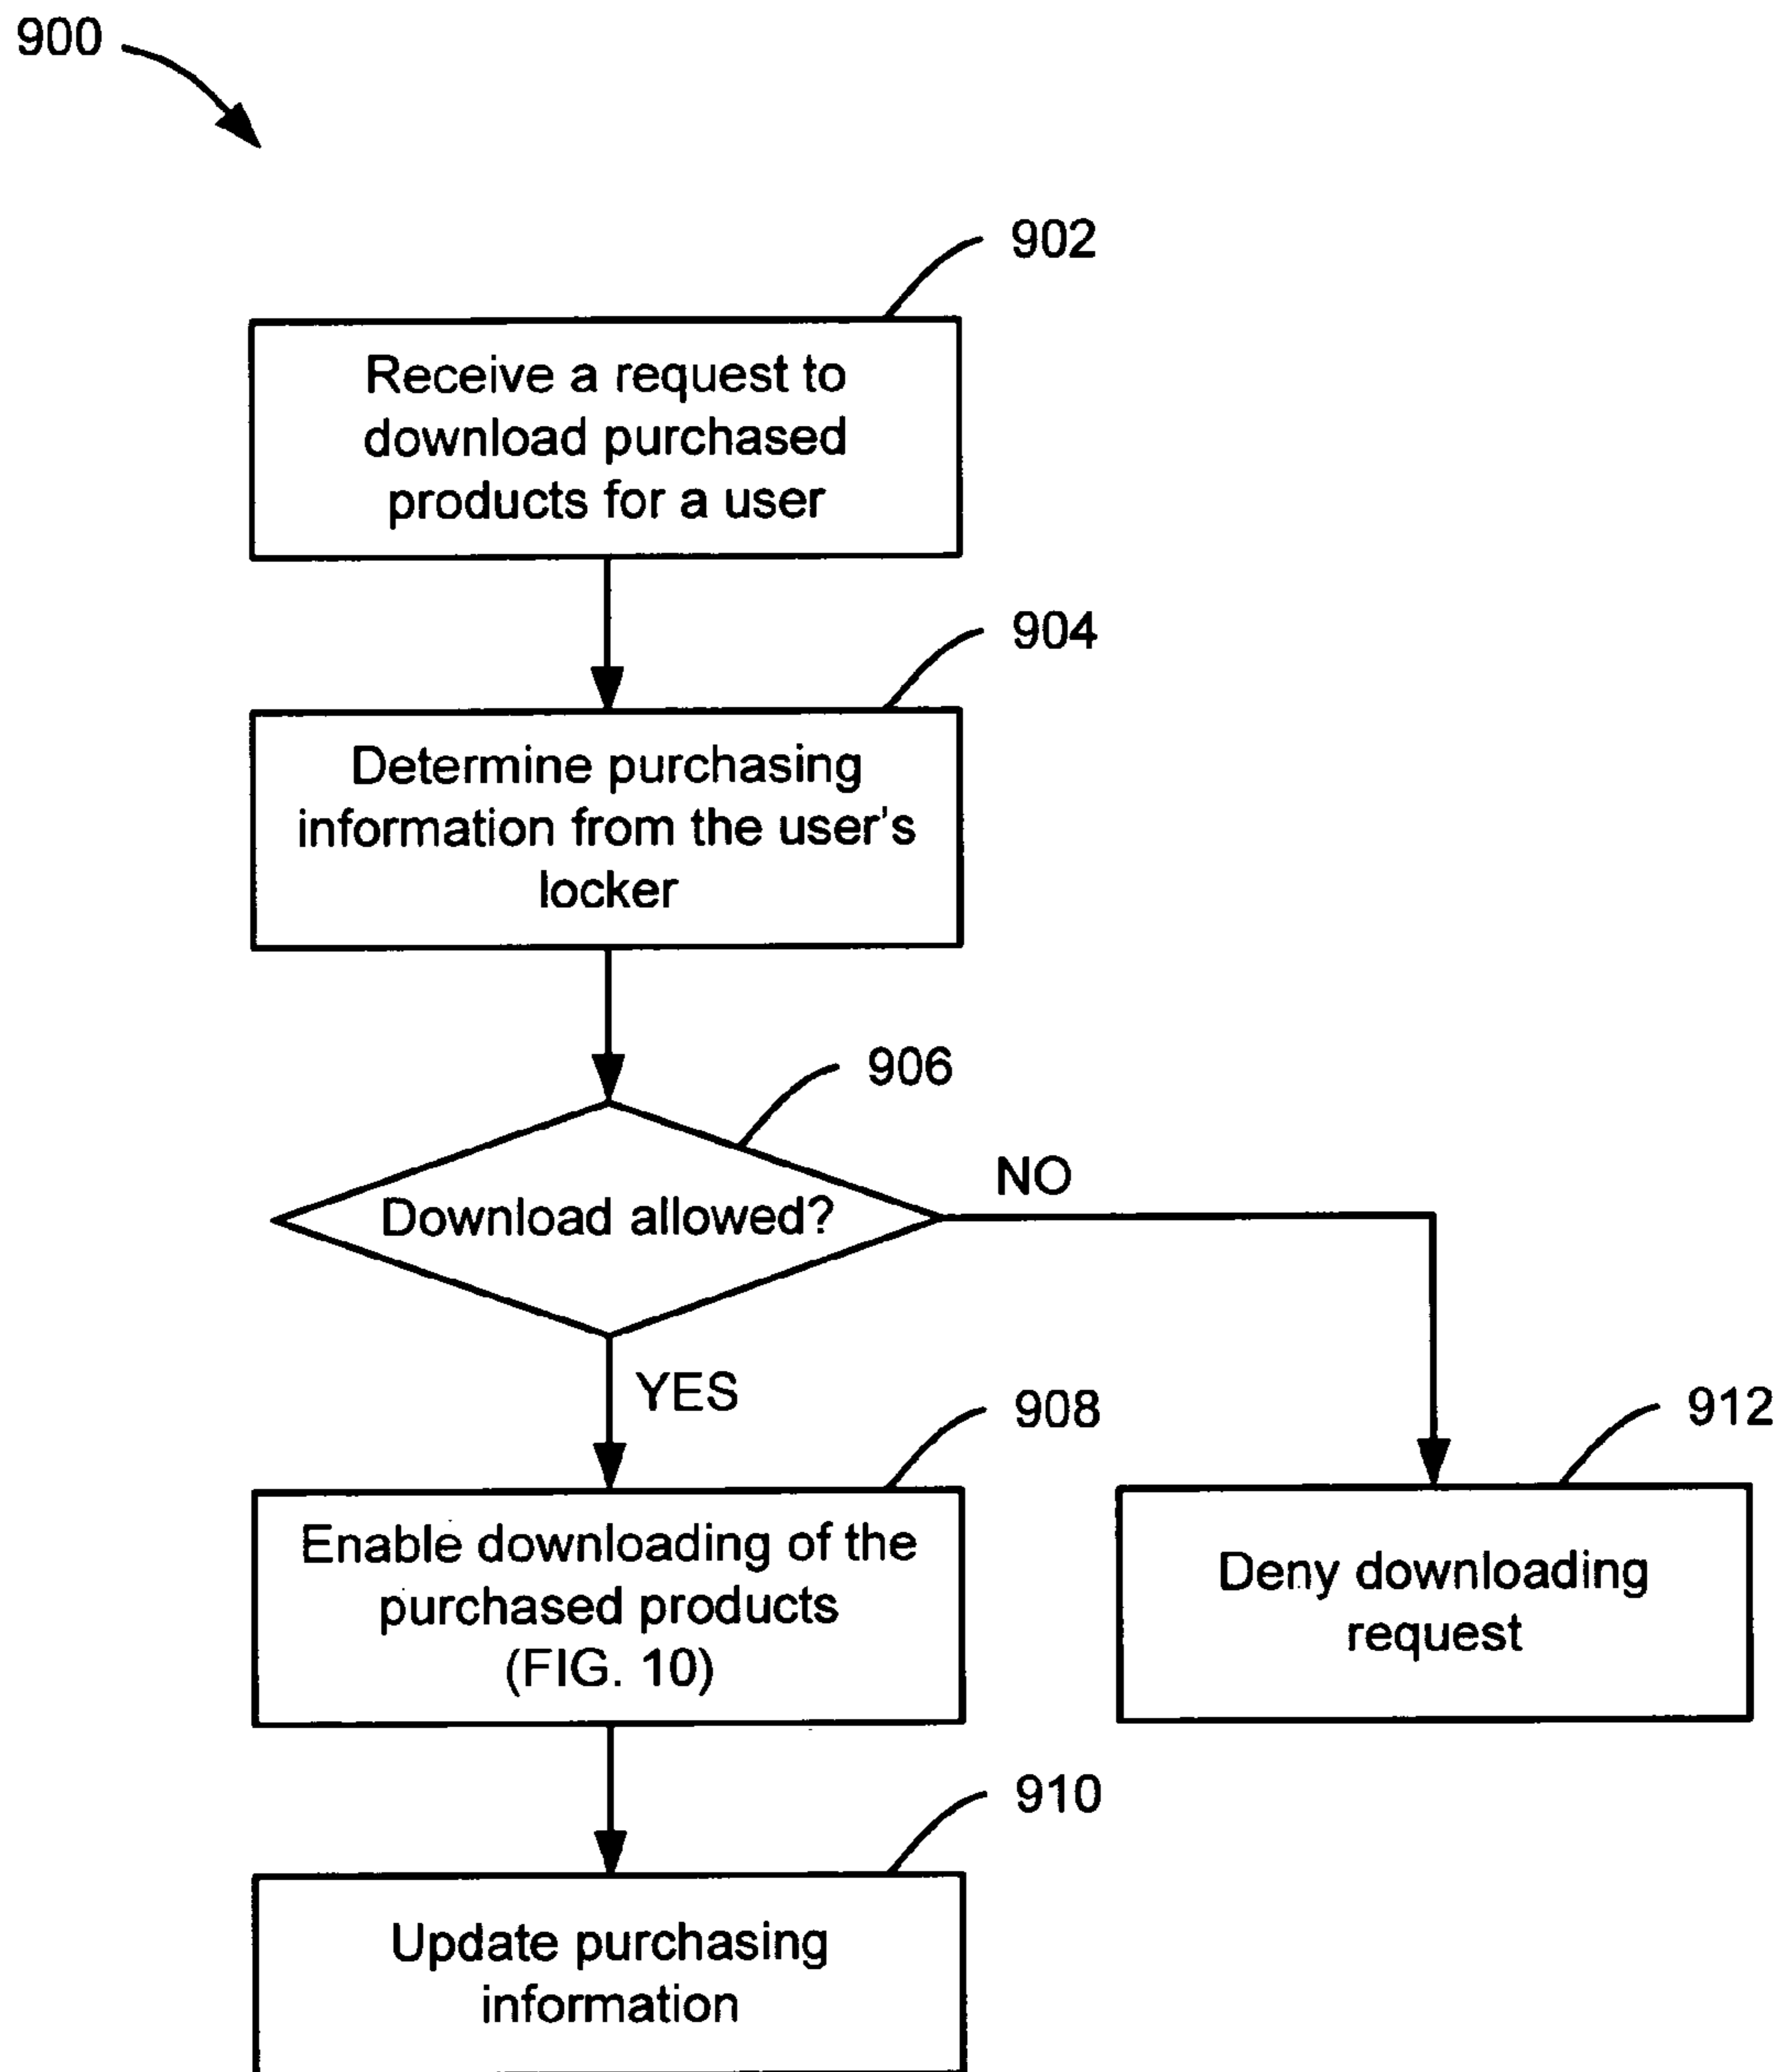 900
902
Receive a request to
download purchased
products for a user
904
Determine purchasing
information from the user's
locker
906
Download allowed?
NO
YES
908
Enable downloading of the
purchased products
(FIG. 10)
912
Deny downloading
request
910
Update purchasing
information